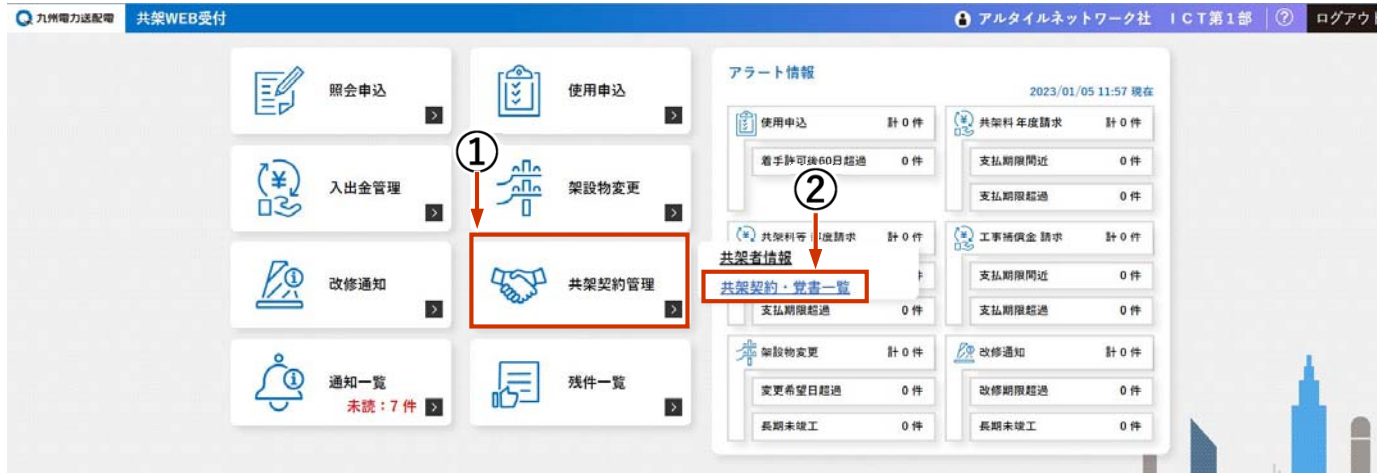 九州電力送配電 共架WEB受付 アルタイルネットワーク社 ICT第1部 ? ログアウト
照会申込
使用申込
①
入出金管理
架設物変更
改修通知
共架契約管理
通知一覧
未読：7 件
残件一覧
アラート情報
2023/01/05 11:57 現在
使用申込 計 0 件
着手許可後60日超過 0 件
②
共架料 年度請求 計 0 件
支払期限間近 0 件
支払期限超過 0 件
共架料等 年度請求 計 0 件
共架者情報
共架契約・覚書一覧
件
支払期限超過 0 件
工事補償金 請求 計 0 件
支払期限間近 0 件
支払期限超過 0 件
架設物変更 計 0 件
変更希望日超過 0 件
長期未竣工 0 件
改修通知 計 0 件
改修期限超過 0 件
長期未竣工 0 件